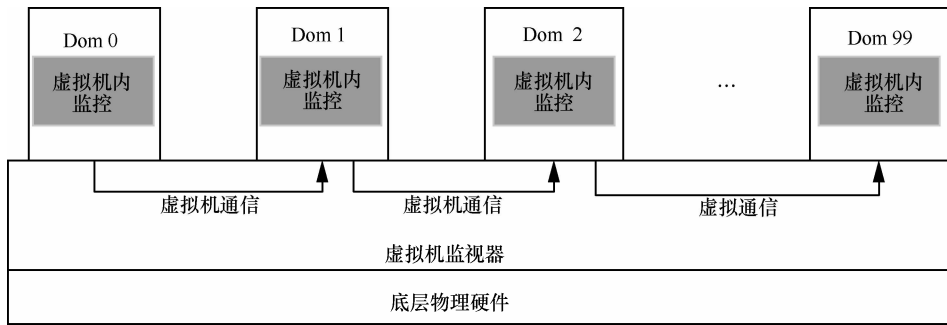 Dom 0
Dom 1
Dom 2
Dom 99
虚拟机内
监控
虚拟机内
监控
虚拟机内
监控
…
虚拟机内
监控
虚拟机通信
虚拟机通信
虚拟通信
虚拟机监视器
底层物理硬件